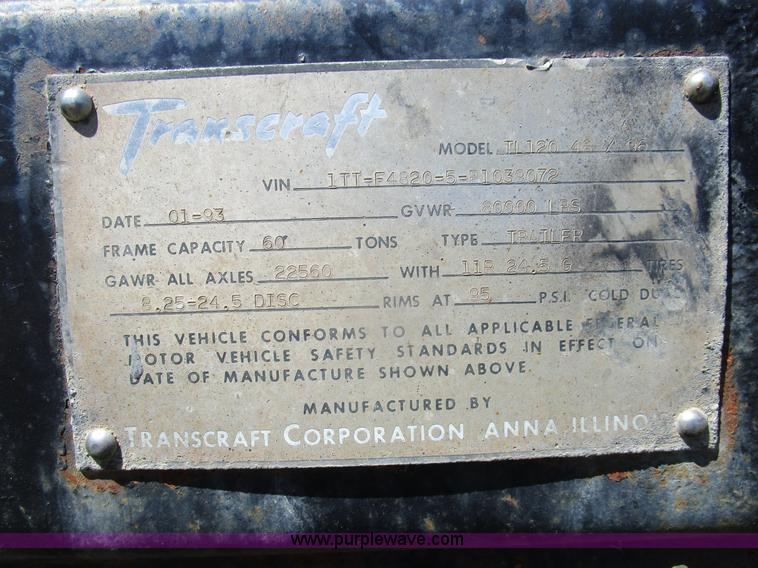 Transcraft
MODEL TL120 48 X 96
VIN 1TT-F4820-5-P1038072
DATE 01-93 GVWR 80000 LBS
FRAME CAPACITY 60 TONS TYPE TRAILER
GAWR ALL AXLES 22560 WITH 11R 24.5 G TIRES
8.25-24.5 DISC RIMS AT 95 P.S.I. COLD
THIS VEHICLE CONFORMS TO ALL APPLICABLE FEDERAL
MOTOR VEHICLE SAFETY STANDARDS IN EFFECT ON
DATE OF MANUFACTURE SHOWN ABOVE.
MANUFACTURED BY
TRANSCRAFT CORPORATION ANNA ILLINO
www.purplewave.com